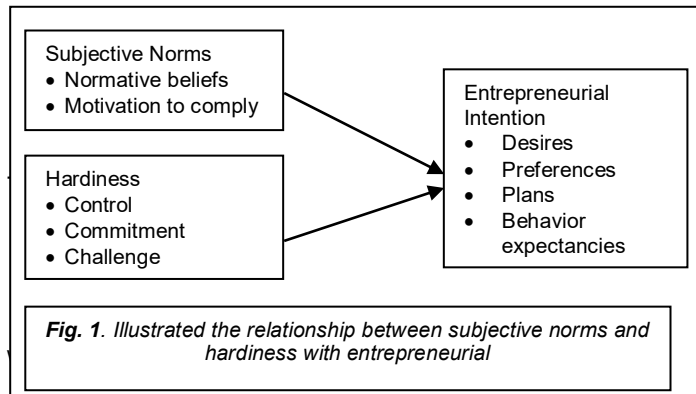 Subjective Norms
• Normative beliefs
• Motivation to comply
Hardiness
• Control
• Commitment
• Challenge
Entrepreneurial
Intention
• Desires
• Preferences
• Plans
• Behavior
expectancies
Fig. 1. Illustrated the relationship between subjective norms and
hardiness with entrepreneurial